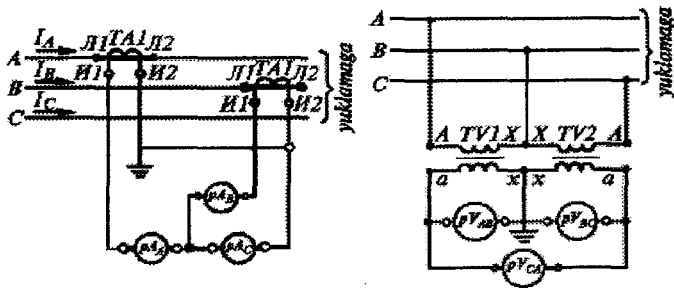 I_A Л1 TA1 Л2
A
И1 И2
I_B Л1 TA1 Л2
B
И1 И2
I_C
C
yuklamaga
pA_B
pA_A pA_C
A
B
C
yuklamaga
A TV1 X X TV2 A
a x x a
pV_AB pV_BC
pV_CA